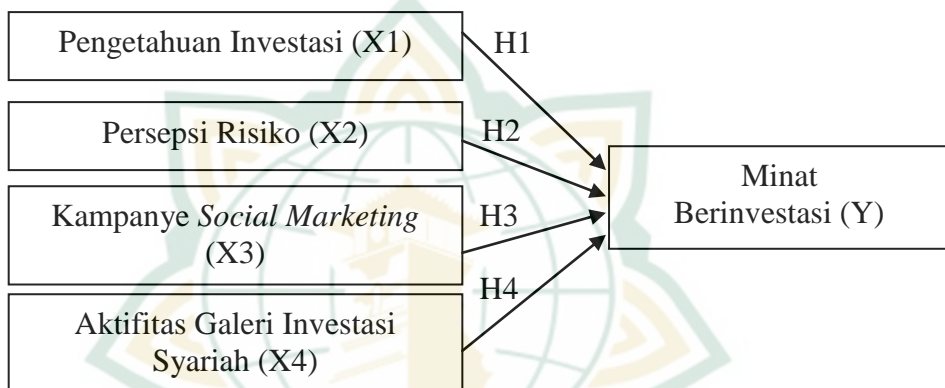 Pengetahuan Investasi (X1)
H1
Persepsi Risiko (X2)
H2
Minat
Berinvestasi (Y)
Kampanye Social Marketing
(X3)
H3
H4
Aktifitas Galeri Investasi
Syariah (X4)